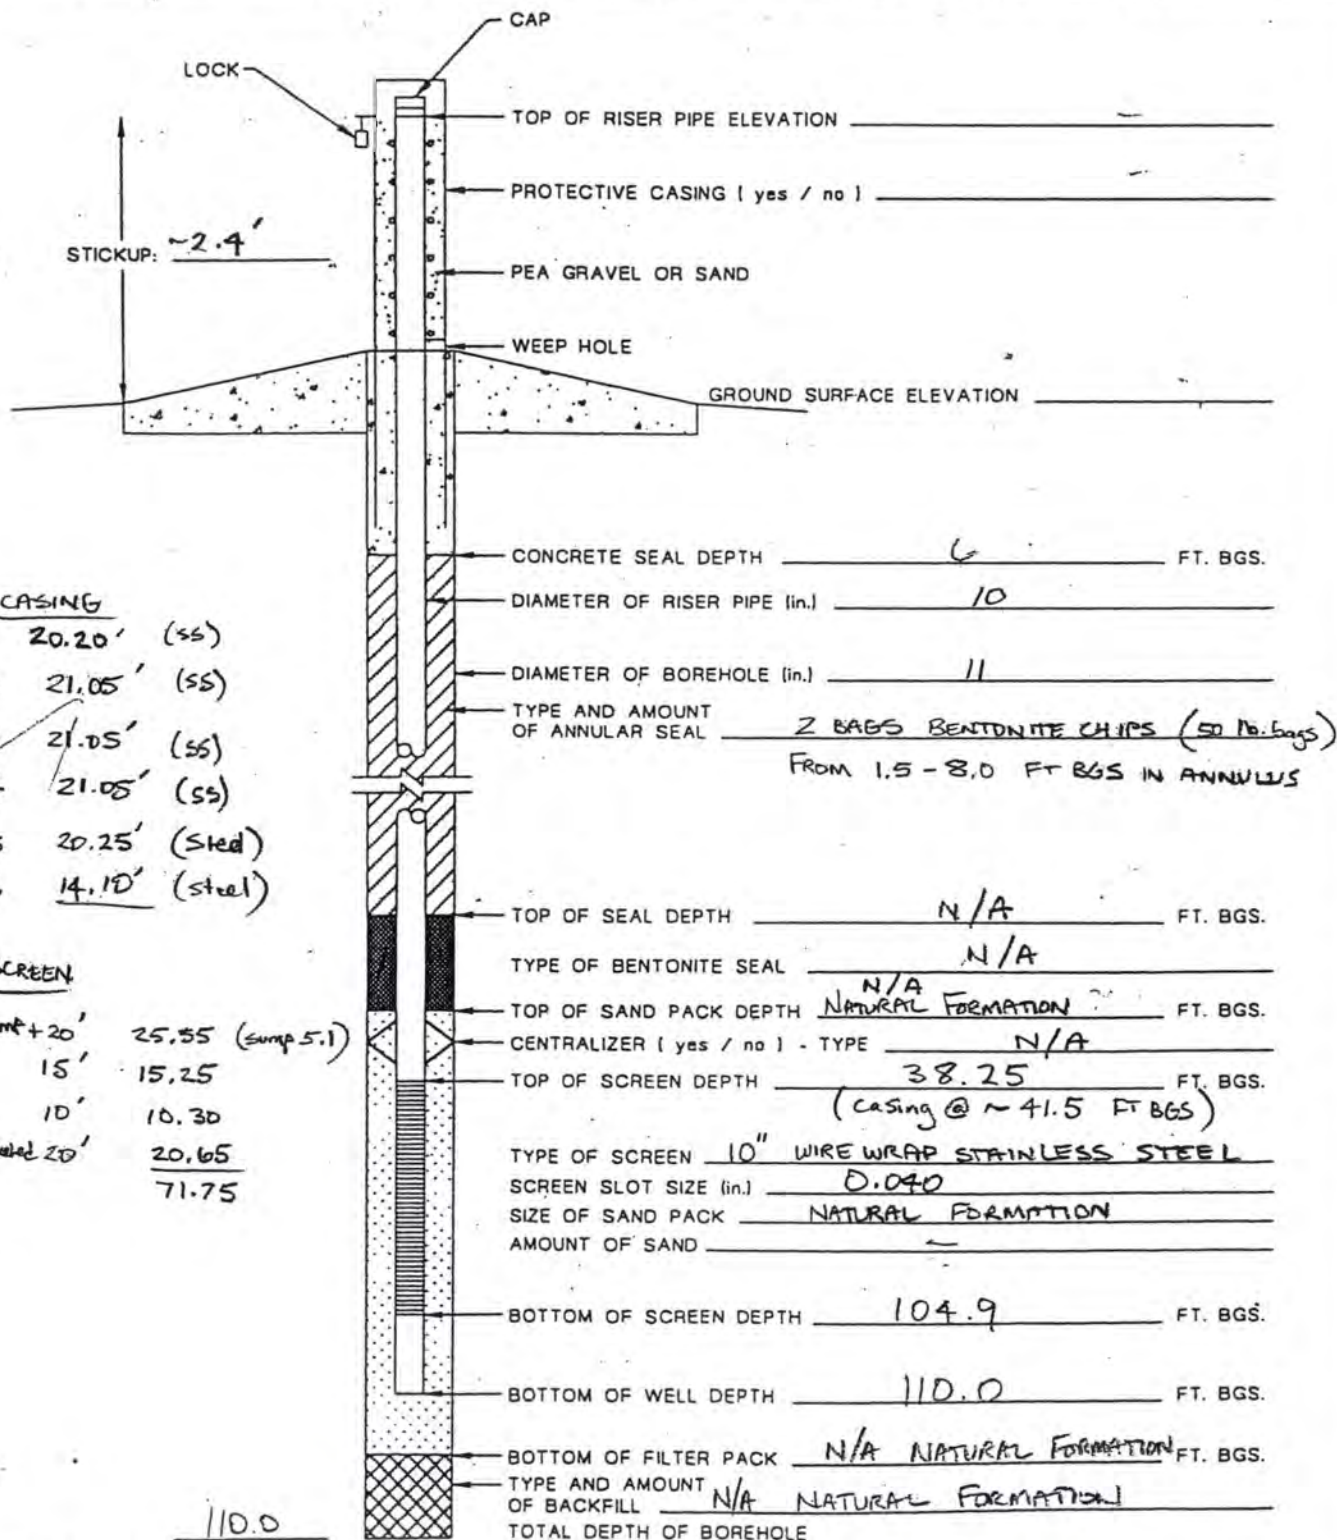 CAP
LOCK
TOP OF RISER PIPE ELEVATION —
PROTECTIVE CASING ( yes / no ) —
STICKUP: ~2.4'
PEA GRAVEL OR SAND
WEEP HOLE
GROUND SURFACE ELEVATION
CONCRETE SEAL DEPTH 6 FT. BGS.
DIAMETER OF RISER PIPE (in.) 10
DIAMETER OF BOREHOLE (in.) 11
TYPE AND AMOUNT
OF ANNULAR SEAL 2 BAGS BENTONITE CHIPS (50 lb. bags)
FROM 1.5 - 8.0 FT BGS IN ANNULUS
CASING
20.20' (SS)
21.05' (SS)
21.05' (SS)
21.05' (SS)
20.25' (Steel)
14.10' (steel)
TOP OF SEAL DEPTH N/A FT. BGS.
TYPE OF BENTONITE SEAL N/A
N/A
TOP OF SAND PACK DEPTH NATURAL FORMATION FT. BGS.
CENTRALIZER ( yes / no ) - TYPE N/A
TOP OF SCREEN DEPTH 38.25 FT. BGS.
(casing @ ~ 41.5 FT BGS)
TYPE OF SCREEN 10" WIRE WRAP STAINLESS STEEL
SCREEN SLOT SIZE (in.) 0.040
SIZE OF SAND PACK NATURAL FORMATION
AMOUNT OF SAND —
SCREEN
+ 20' 25.55 (sump 5.1)
15' 15.25
10' 10.30
20' 20.65
71.75
BOTTOM OF SCREEN DEPTH 104.9 FT. BGS.
BOTTOM OF WELL DEPTH 110.0 FT. BGS.
BOTTOM OF FILTER PACK N/A NATURAL FORMATION FT. BGS.
TYPE AND AMOUNT
OF BACKFILL N/A NATURAL FORMATION
110.0 TOTAL DEPTH OF BOREHOLE